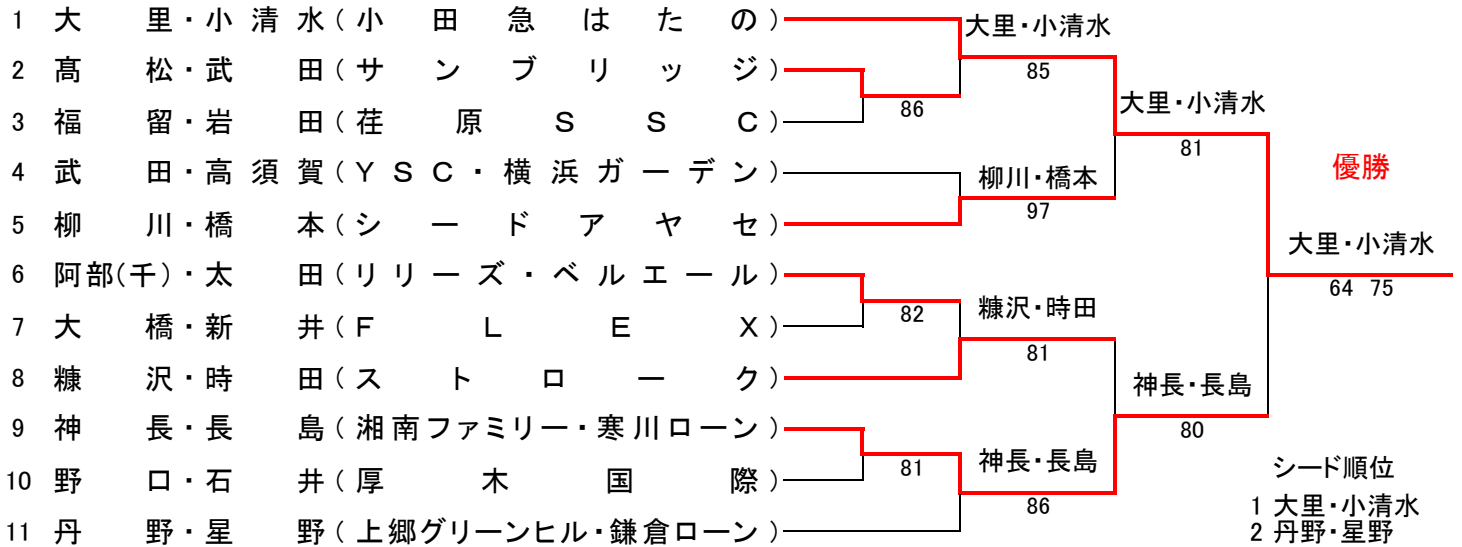 1 大里・小清水(小田急はたの)
2 髙松・武田(サンブリッジ)
3 福留・岩田(荏原SSC)
4 武田・高須賀(YSC・横浜ガーデン)
5 柳川・橋本(シードアヤセ)
6 阿部(千)・太田(リリーズ・ベルエール)
7 大橋・新井(FLEX)
8 糠沢・時田(ストローク)
9 神長・長島(湘南ファミリー・寒川ローン)
10 野口・石井(厚木国際)
11 丹野・星野(上郷グリーンヒル・鎌倉ローン)
86
82
81
大里・小清水
85
柳川・橋本
97
糠沢・時田
81
神長・長島
86
大里・小清水
81
神長・長島
80
優勝
大里・小清水
64 75
シード順位
1 大里・小清水
2 丹野・星野